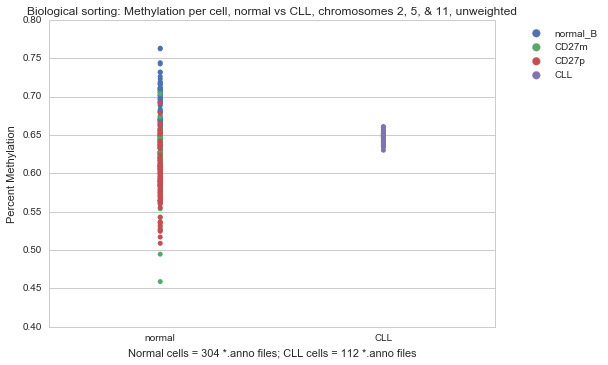 Biological sorting: Methylation per cell, normal vs CLL, chromosomes 2, 5, & 11, unweighted
0.80
0.75
0.70
0.65
0.60
0.55
0.50
0.45
0.40
Percent Methylation
normal
CLL
Normal cells = 304 *.anno files; CLL cells = 112 *.anno files
normal_B
CD27m
CD27p
CLL